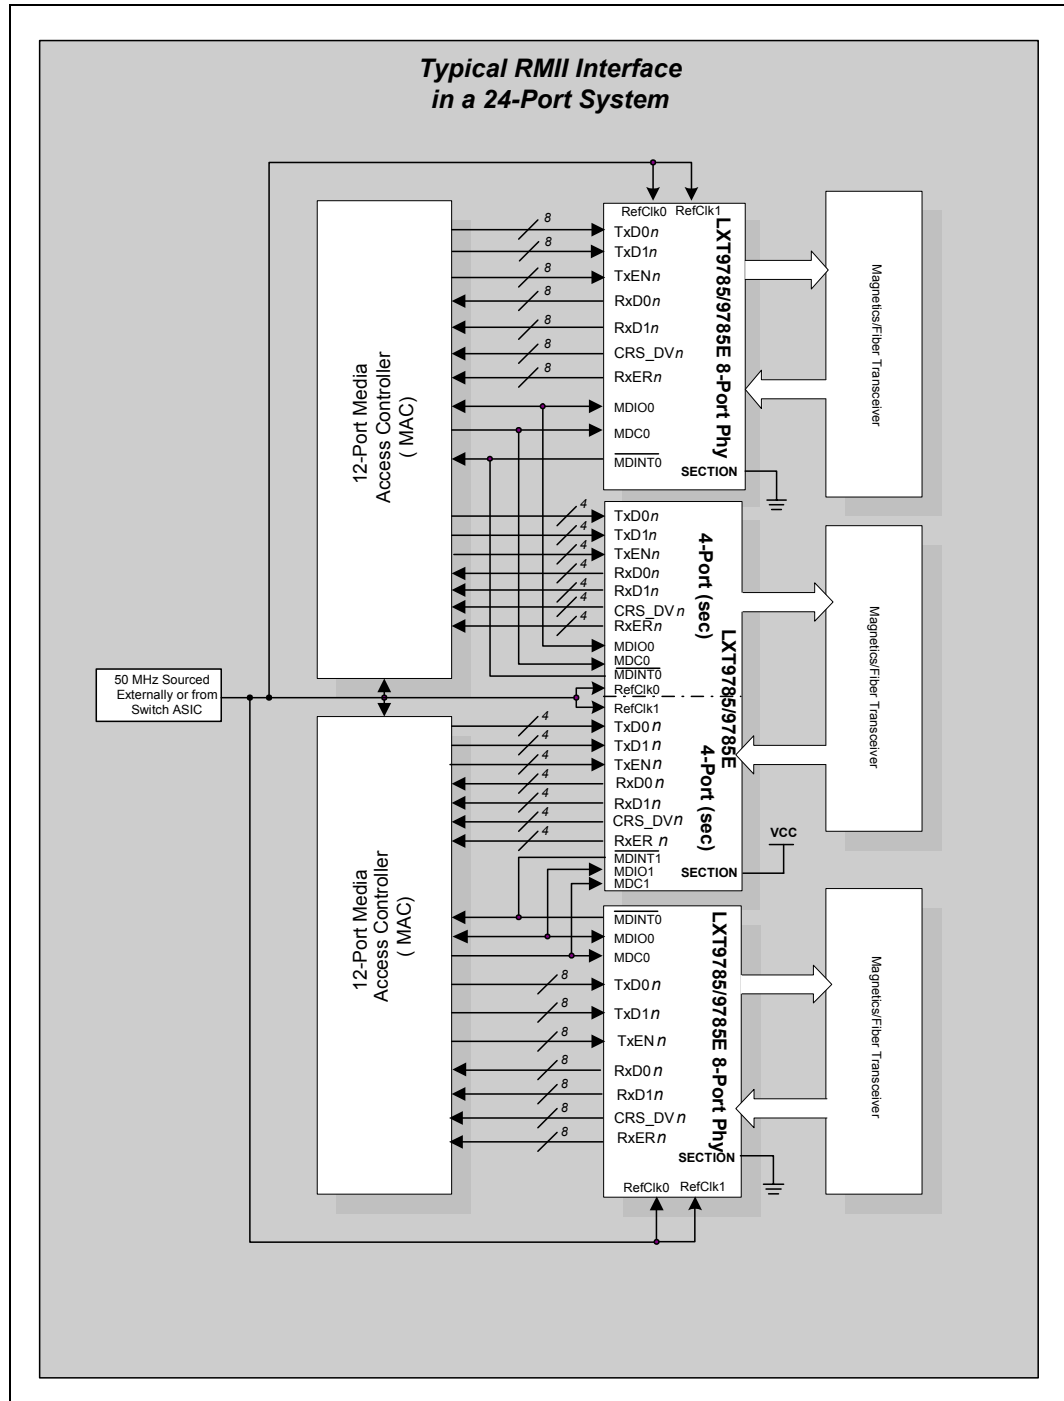 Typical RMII Interface
in a 24-Port System
RefClk0 RefClk1
8
TxD0n
8
TxD1n
8
TxENn
8
RxD0n
8
RxD1n
8
CRS_DVn
8
RxERn
MDIO0
MDC0
MDINT0
SECTION
LXT9785/9785E 8-Port Phy
Magnetics/Fiber Transceiver
12-Port Media
Access Controller
( MAC)
4
TxD0n
4
TxD1n
4
TxENn
4
RxD0n
4
RxD1n
4
CRS_DVn
4
RxERn
MDIO0
MDC0
MDINT0
RefClk0
4-Port (sec)
LXT9785/9785E
Magnetics/Fiber Transceiver
50 MHz Sourced
Externally or from
Switch ASIC
RefClk1
4
TxD0n
4
TxD1n
4
TxENn
4
RxD0n
4
RxD1n
4
CRS_DVn
4
RxER n
MDINT1
MDIO1
MDC1
4-Port (sec)
VCC
SECTION
12-Port Media
Access Controller
( MAC)
MDINT0
MDIO0
MDC0
8
TxD0n
8
TxD1n
8
TxENn
8
RxD0n
8
RxD1n
8
CRS_DVn
8
RxERn
SECTION
RefClk0 RefClk1
LXT9785/9785E 8-Port Phy
Magnetics/Fiber Transceiver